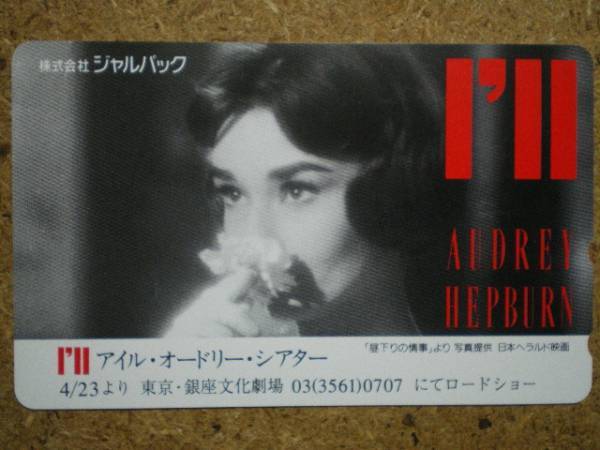 株式会社 ジャルパック
I'll
AUDREY
HEPBURN
「昼下りの情事」より 写真提供 日本ヘラルド映画
I'll アイル・オードリー・シアター
4/23より 東京・銀座文化劇場 03(3561)0707 にてロードショー